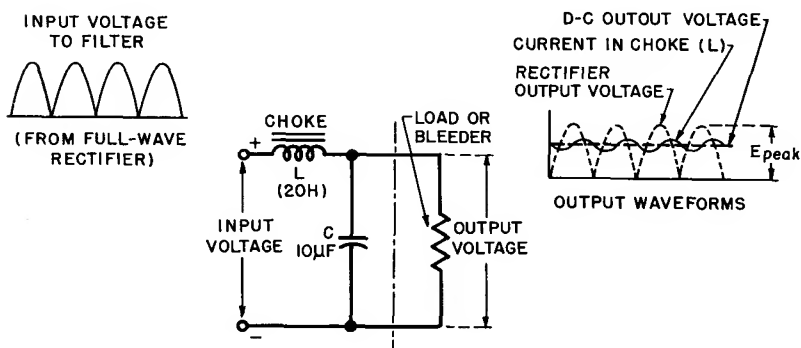 INPUT VOLTAGE
TO FILTER
(FROM FULL-WAVE
RECTIFIER)
+
CHOKE
L
(20H)
LOAD OR
BLEEDER
INPUT
VOLTAGE
C
10µF
OUTPUT
VOLTAGE
−
D-C OUTOUT VOLTAGE
CURRENT IN CHOKE (L)
RECTIFIER
OUTPUT VOLTAGE
Epeak
OUTPUT WAVEFORMS